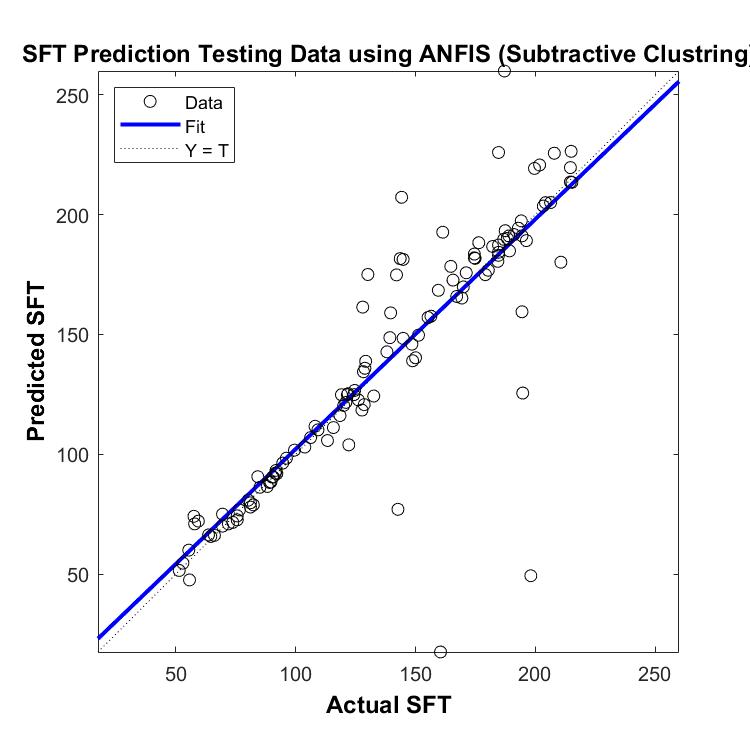 SFT Prediction Testing Data using ANFIS (Subtractive Clustring)
250
200
150
100
50
Data
Fit
Y = T
Predicted SFT
50 100 150 200 250
Actual SFT